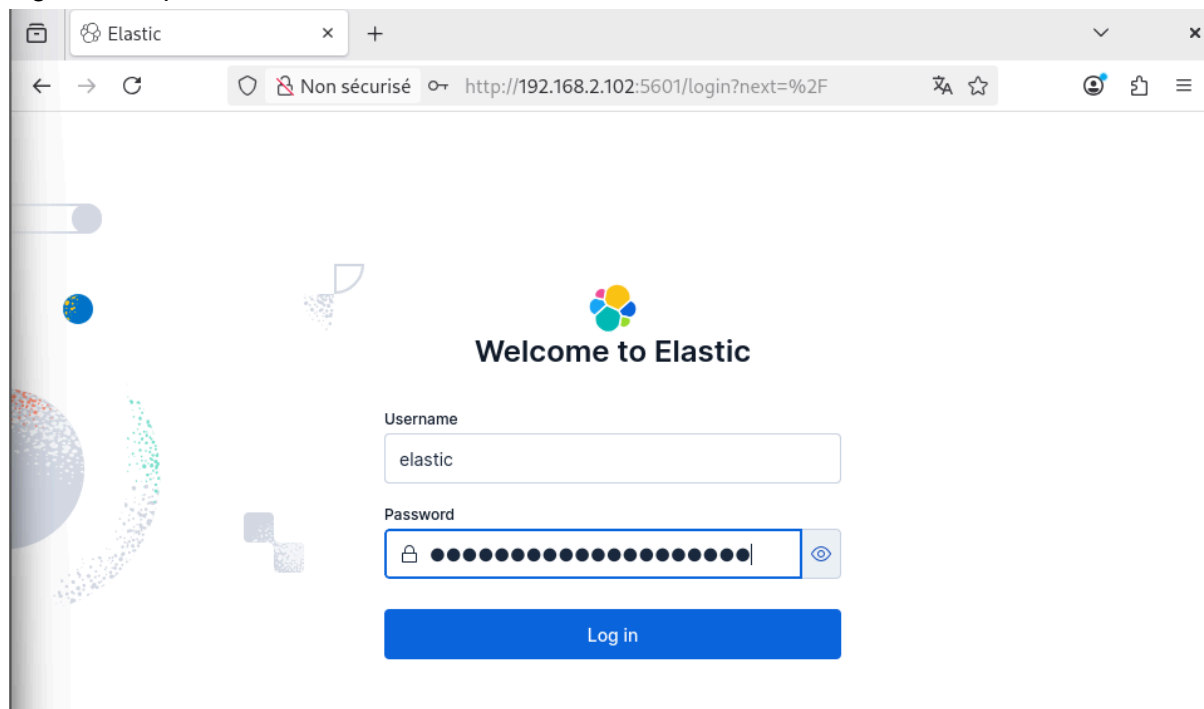 Elastic
Non sécurisé http://192.168.2.102:5601/login?next=%2F
Welcome to Elastic
Username
elastic
Password
●●●●●●●●●●●●●●●●●●●●
Log in